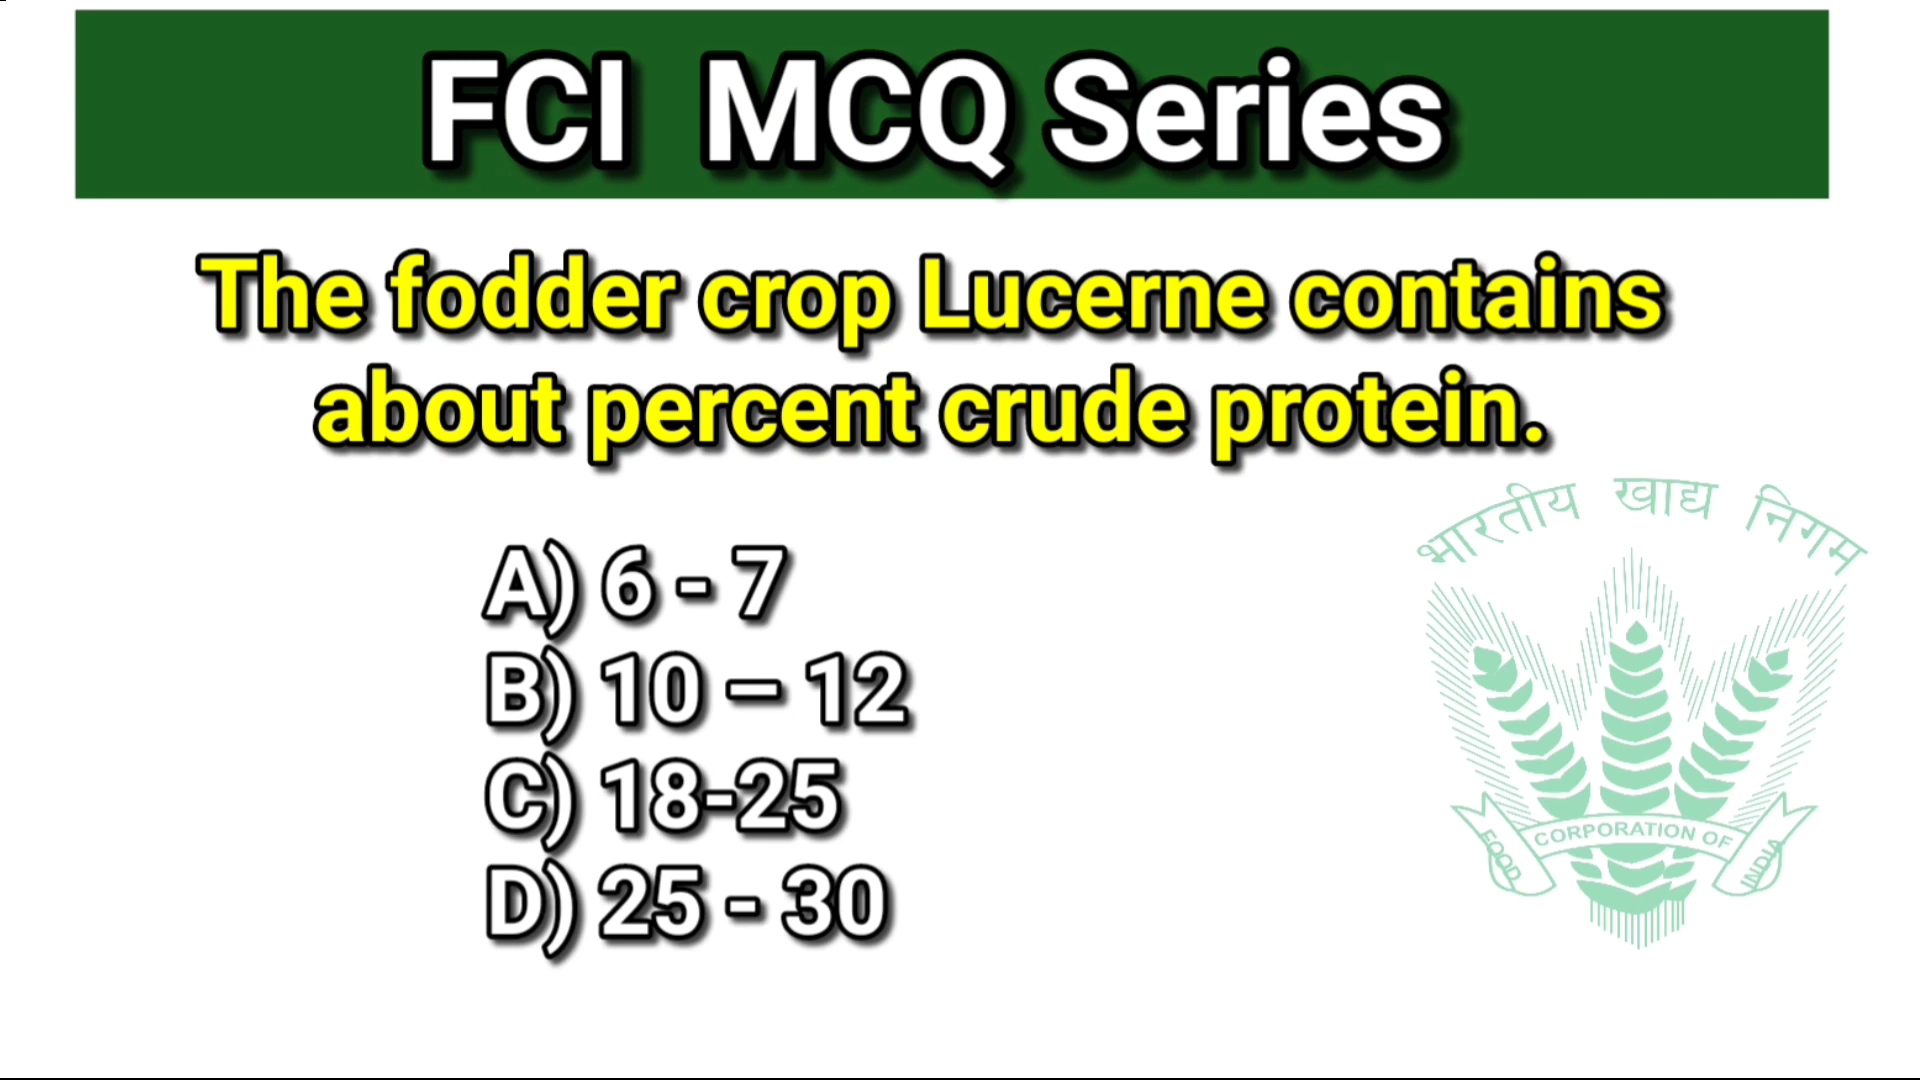 FCI MCQ Series
The fodder crop Lucerne contains
about percent crude protein.
A) 6 - 7
B) 10 – 12
C) 18-25
D) 25 - 30
भारतीय खाद्य निगम
FOOD CORPORATION OF INDIA